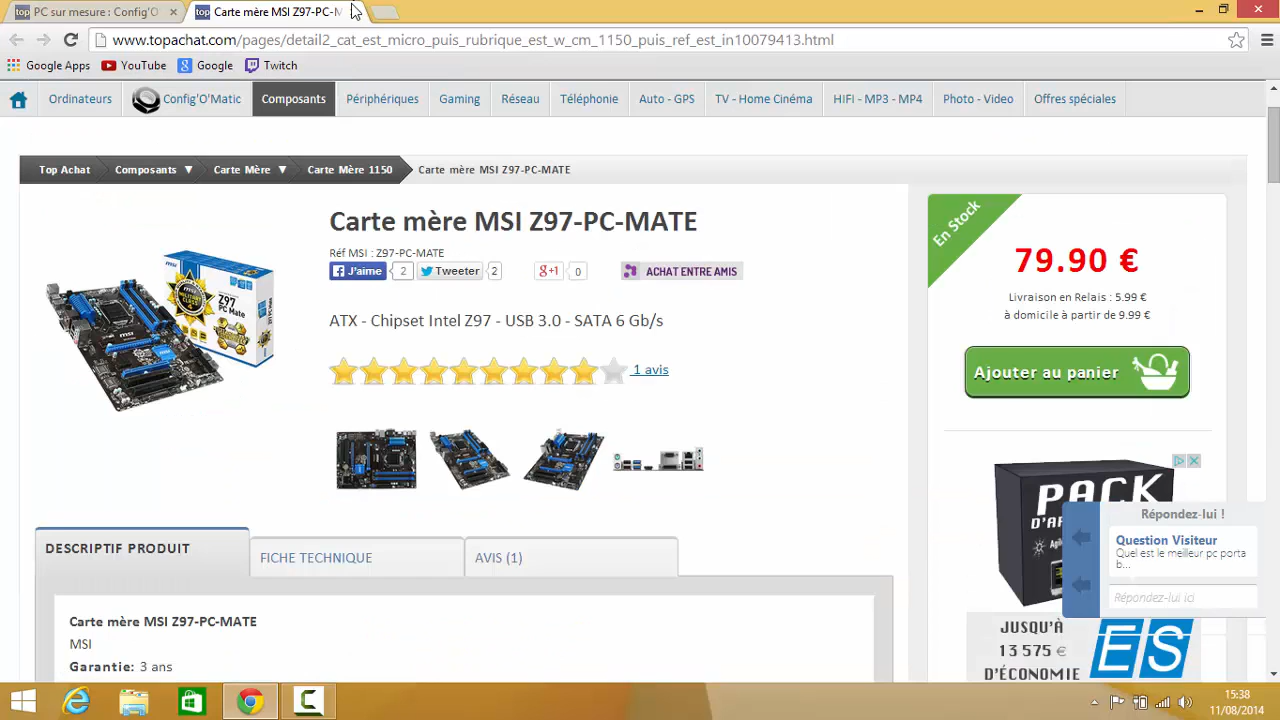 PC sur mesure : Config'O
Carte mère MSI Z97-PC-M
www.topachat.com/pages/detail2_cat_est_micro_puis_rubrique_est_w_cm_1150_puis_ref_est_in10079413.html
Google Apps YouTube Google Twitch
Ordinateurs Config'O'Matic Composants Périphériques Gaming Réseau Téléphonie Auto - GPS TV - Home Cinéma HIFI - MP3 - MP4 Photo - Video Offres spéciales
Top Achat Composants ▼ Carte Mère ▼ Carte Mère 1150 Carte mère MSI Z97-PC-MATE
Carte mère MSI Z97-PC-MATE
Réf MSI : Z97-PC-MATE
J'aime 2 Tweeter 2 g+1 0 ACHAT ENTRE AMIS
ATX - Chipset Intel Z97 - USB 3.0 - SATA 6 Gb/s
1 avis
En Stock
79.90 €
Livraison en Relais : 5.99 €
à domicile à partir de 9.99 €
Ajouter au panier
DESCRIPTIF PRODUIT
FICHE TECHNIQUE
AVIS (1)
Carte mère MSI Z97-PC-MATE
MSI
Garantie: 3 ans
PACK
Répondez-lui !
Question Visiteur
Quel est le meilleur pc porta
b...
Répondez-lui ici
JUSQU'À
13 575 €
D'ÉCONOMIE
ES
15:38
11/08/2014